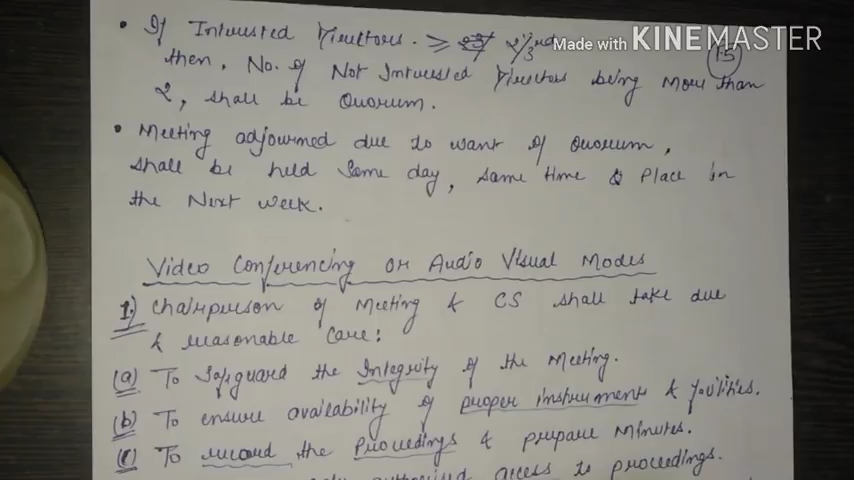 Made with KINEMASTER
15
• If Interested Directors ≥ 2/3rd
then, No. of Not Interested Directors being More than
2, shall be Quorum.
• Meeting adjourned due to want of Quorum,
shall be held Same day, same time & Place in
the Next week.
Video Conferencing or Audio Visual Modes
1.) Chairperson of Meeting & CS shall take due
& reasonable Care:
(a) To Safeguard the Integrity of the Meeting.
(b) To ensure availability of proper instrument & facilities.
(c) To record the Proceedings & prepare Minutes.
authorised access to proceedings.